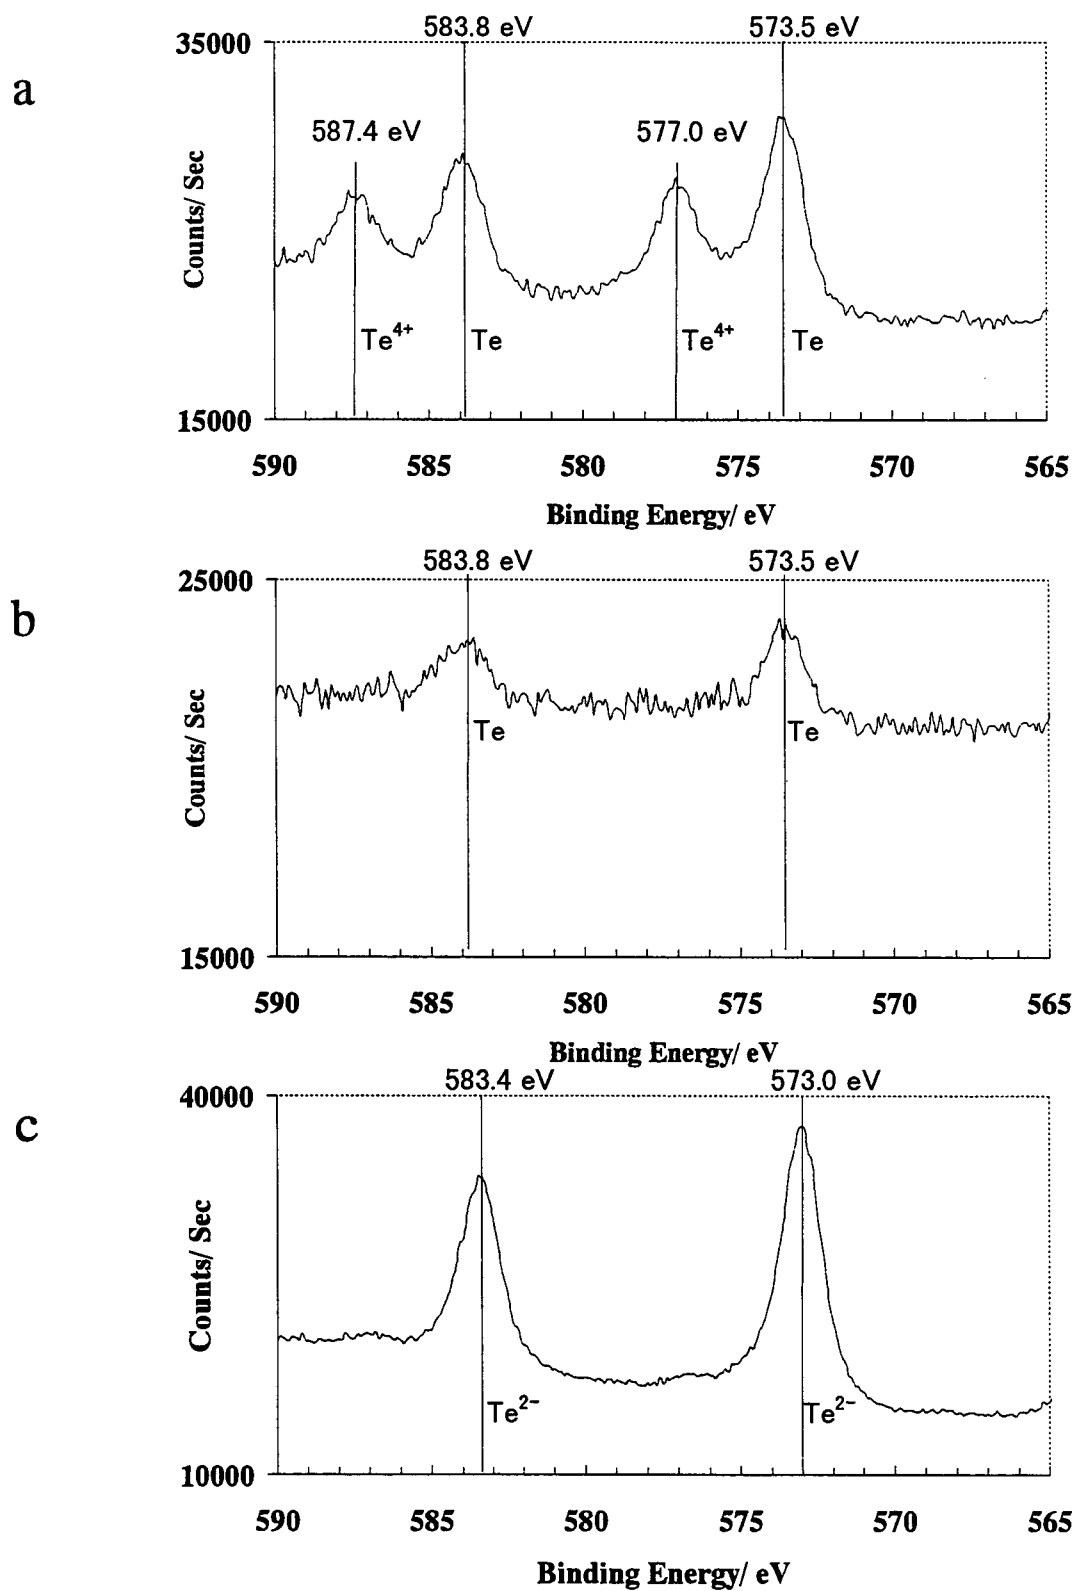 583.8 eV 573.5 eV
35000
a
587.4 eV 577.0 eV
Counts/ Sec
Te⁴⁺ Te Te⁴⁺ Te
15000
590 585 580 575 570 565
Binding Energy/ eV
583.8 eV 573.5 eV
25000
b
Counts/ Sec
Te Te
15000
590 585 580 575 570 565
Binding Energy/ eV
583.4 eV 573.0 eV
40000
c
Counts/ Sec
Te²⁻ Te²⁻
10000
590 585 580 575 570 565
Binding Energy/ eV